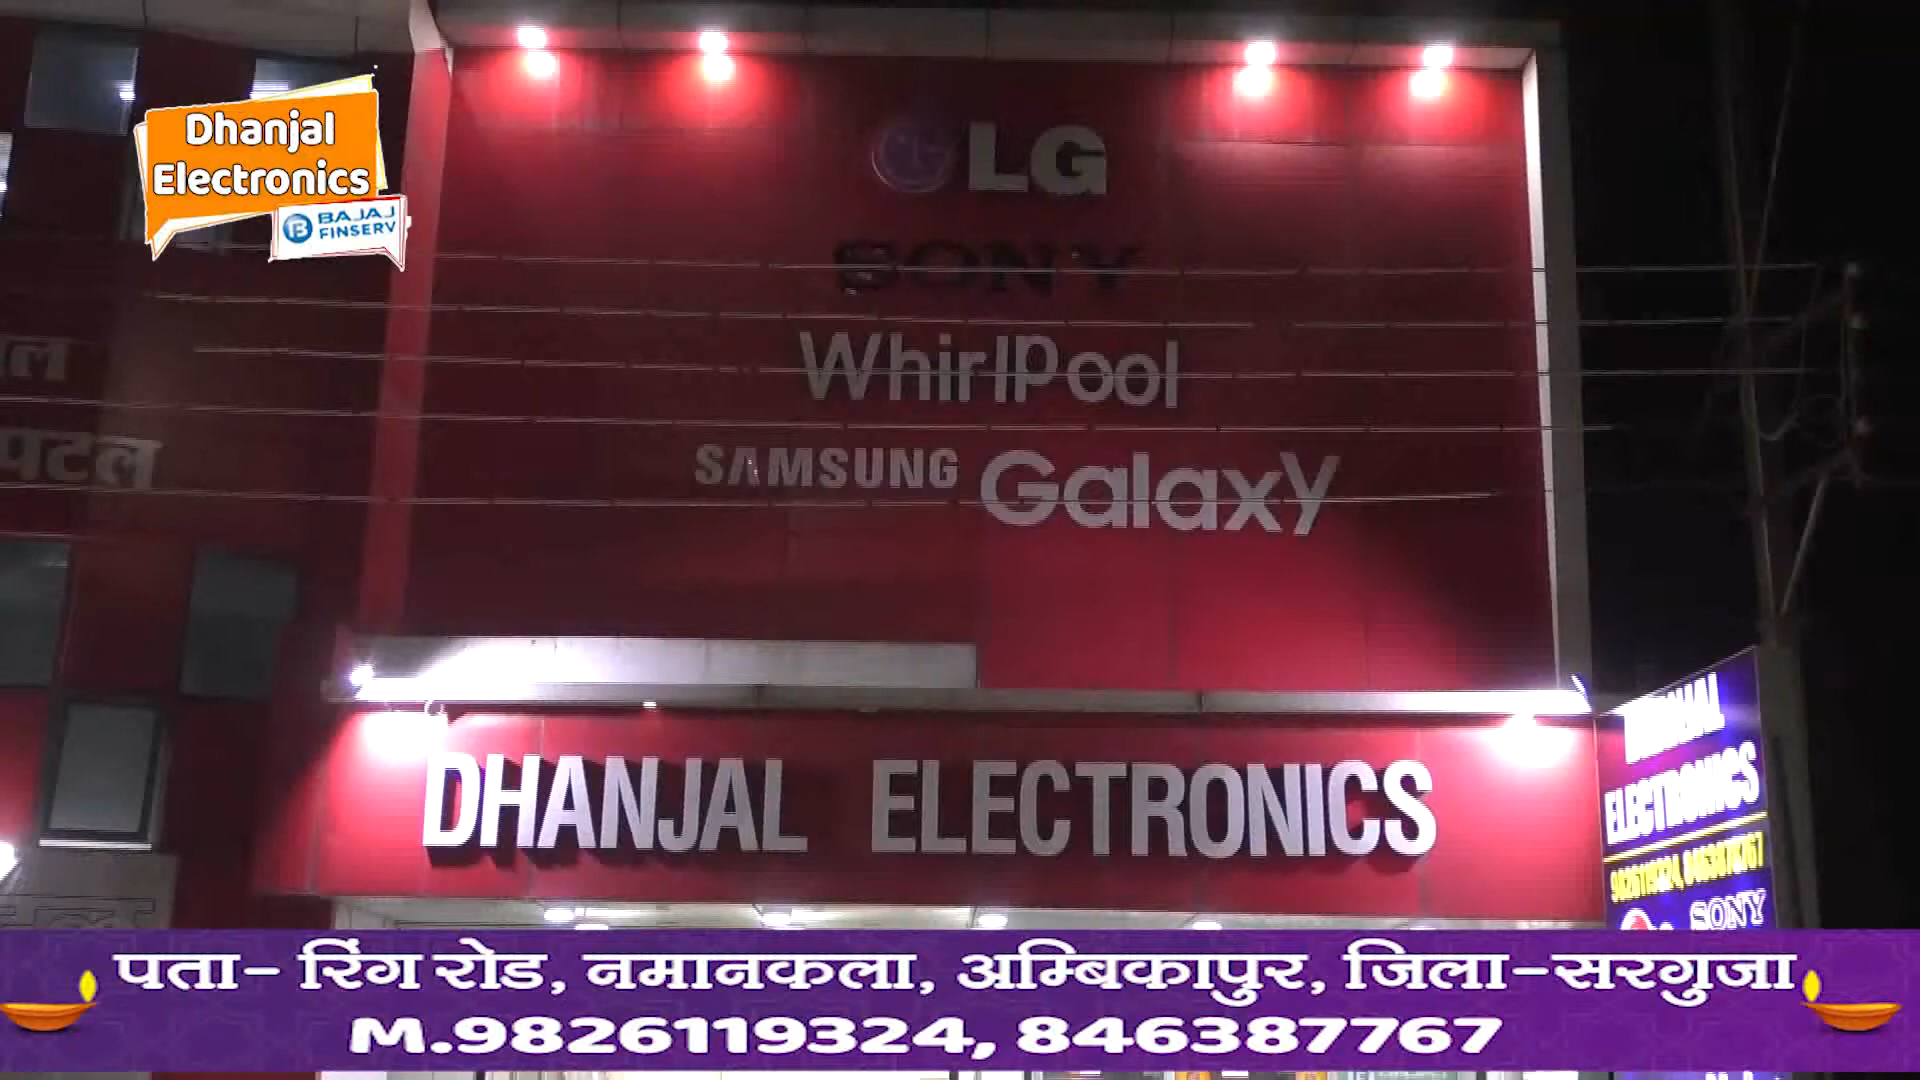 Dhanjal
Electronics
BAJAJ
FINSERV
LG
SONY
WhirlPool
SAMSUNG Galaxy
DHANJAL ELECTRONICS
ELECTRONICS
SONY
पता- रिंग रोड, नमानकला, अम्बिकापुर, जिला-सरगुजा
M.9826119324, 846387767